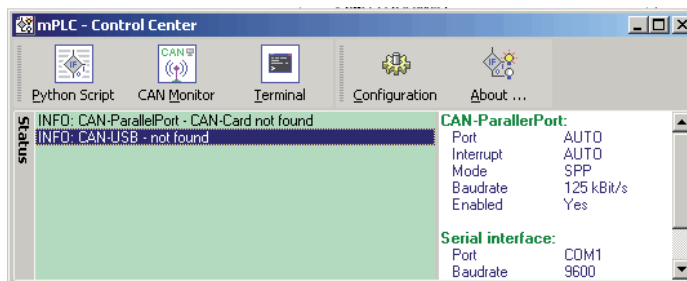 mPLC - Control Center
CAN
Python Script CAN Monitor Terminal Configuration About ...
Status
INFO: CAN-ParallelPort - CAN-Card not found
INFO: CAN-USB - not found
CAN-ParallerPort:
Port AUTO
Interrupt AUTO
Mode SPP
Baudrate 125 kBit/s
Enabled Yes
Serial interface:
Port COM1
Baudrate 9600